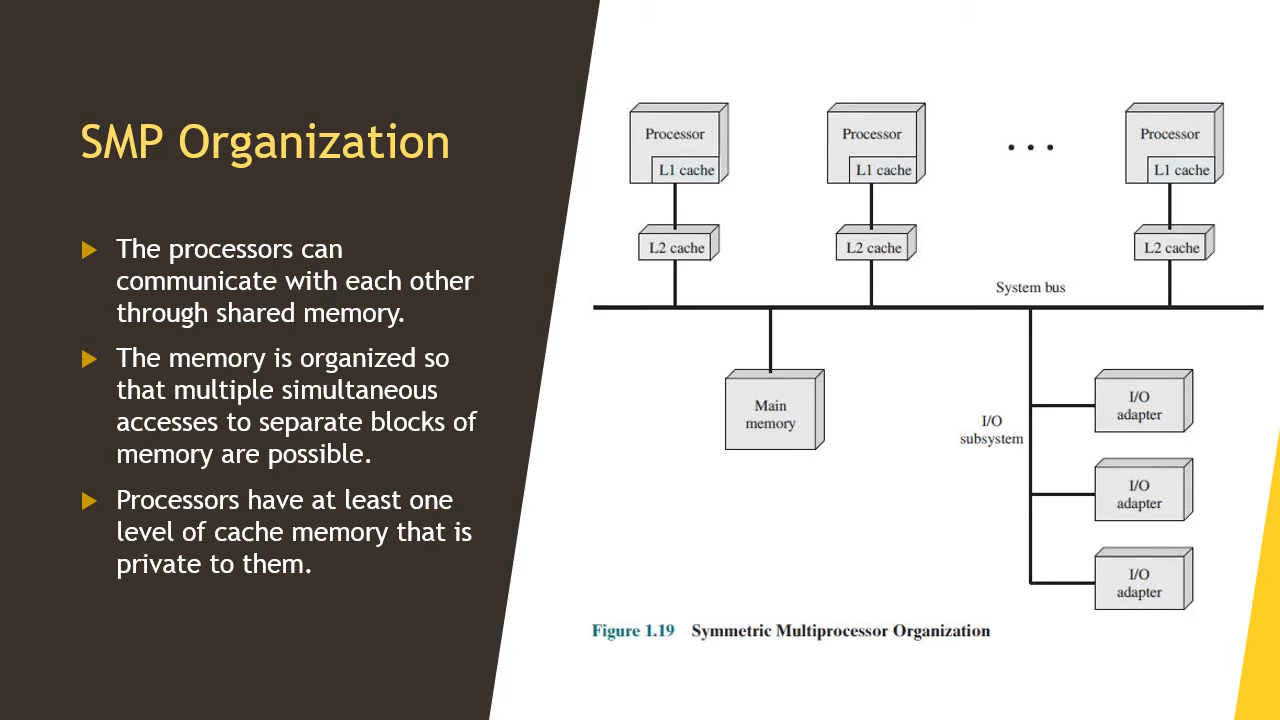 SMP Organization
The processors can
communicate with each other
through shared memory.
The memory is organized so
that multiple simultaneous
accesses to separate blocks of
memory are possible.
Processors have at least one
level of cache memory that is
private to them.
Processor
L1 cache
L2 cache
Processor
L1 cache
L2 cache
• • •
Processor
L1 cache
L2 cache
System bus
Main
memory
I/O
subsystem
I/O
adapter
I/O
adapter
I/O
adapter
Figure 1.19 Symmetric Multiprocessor Organization